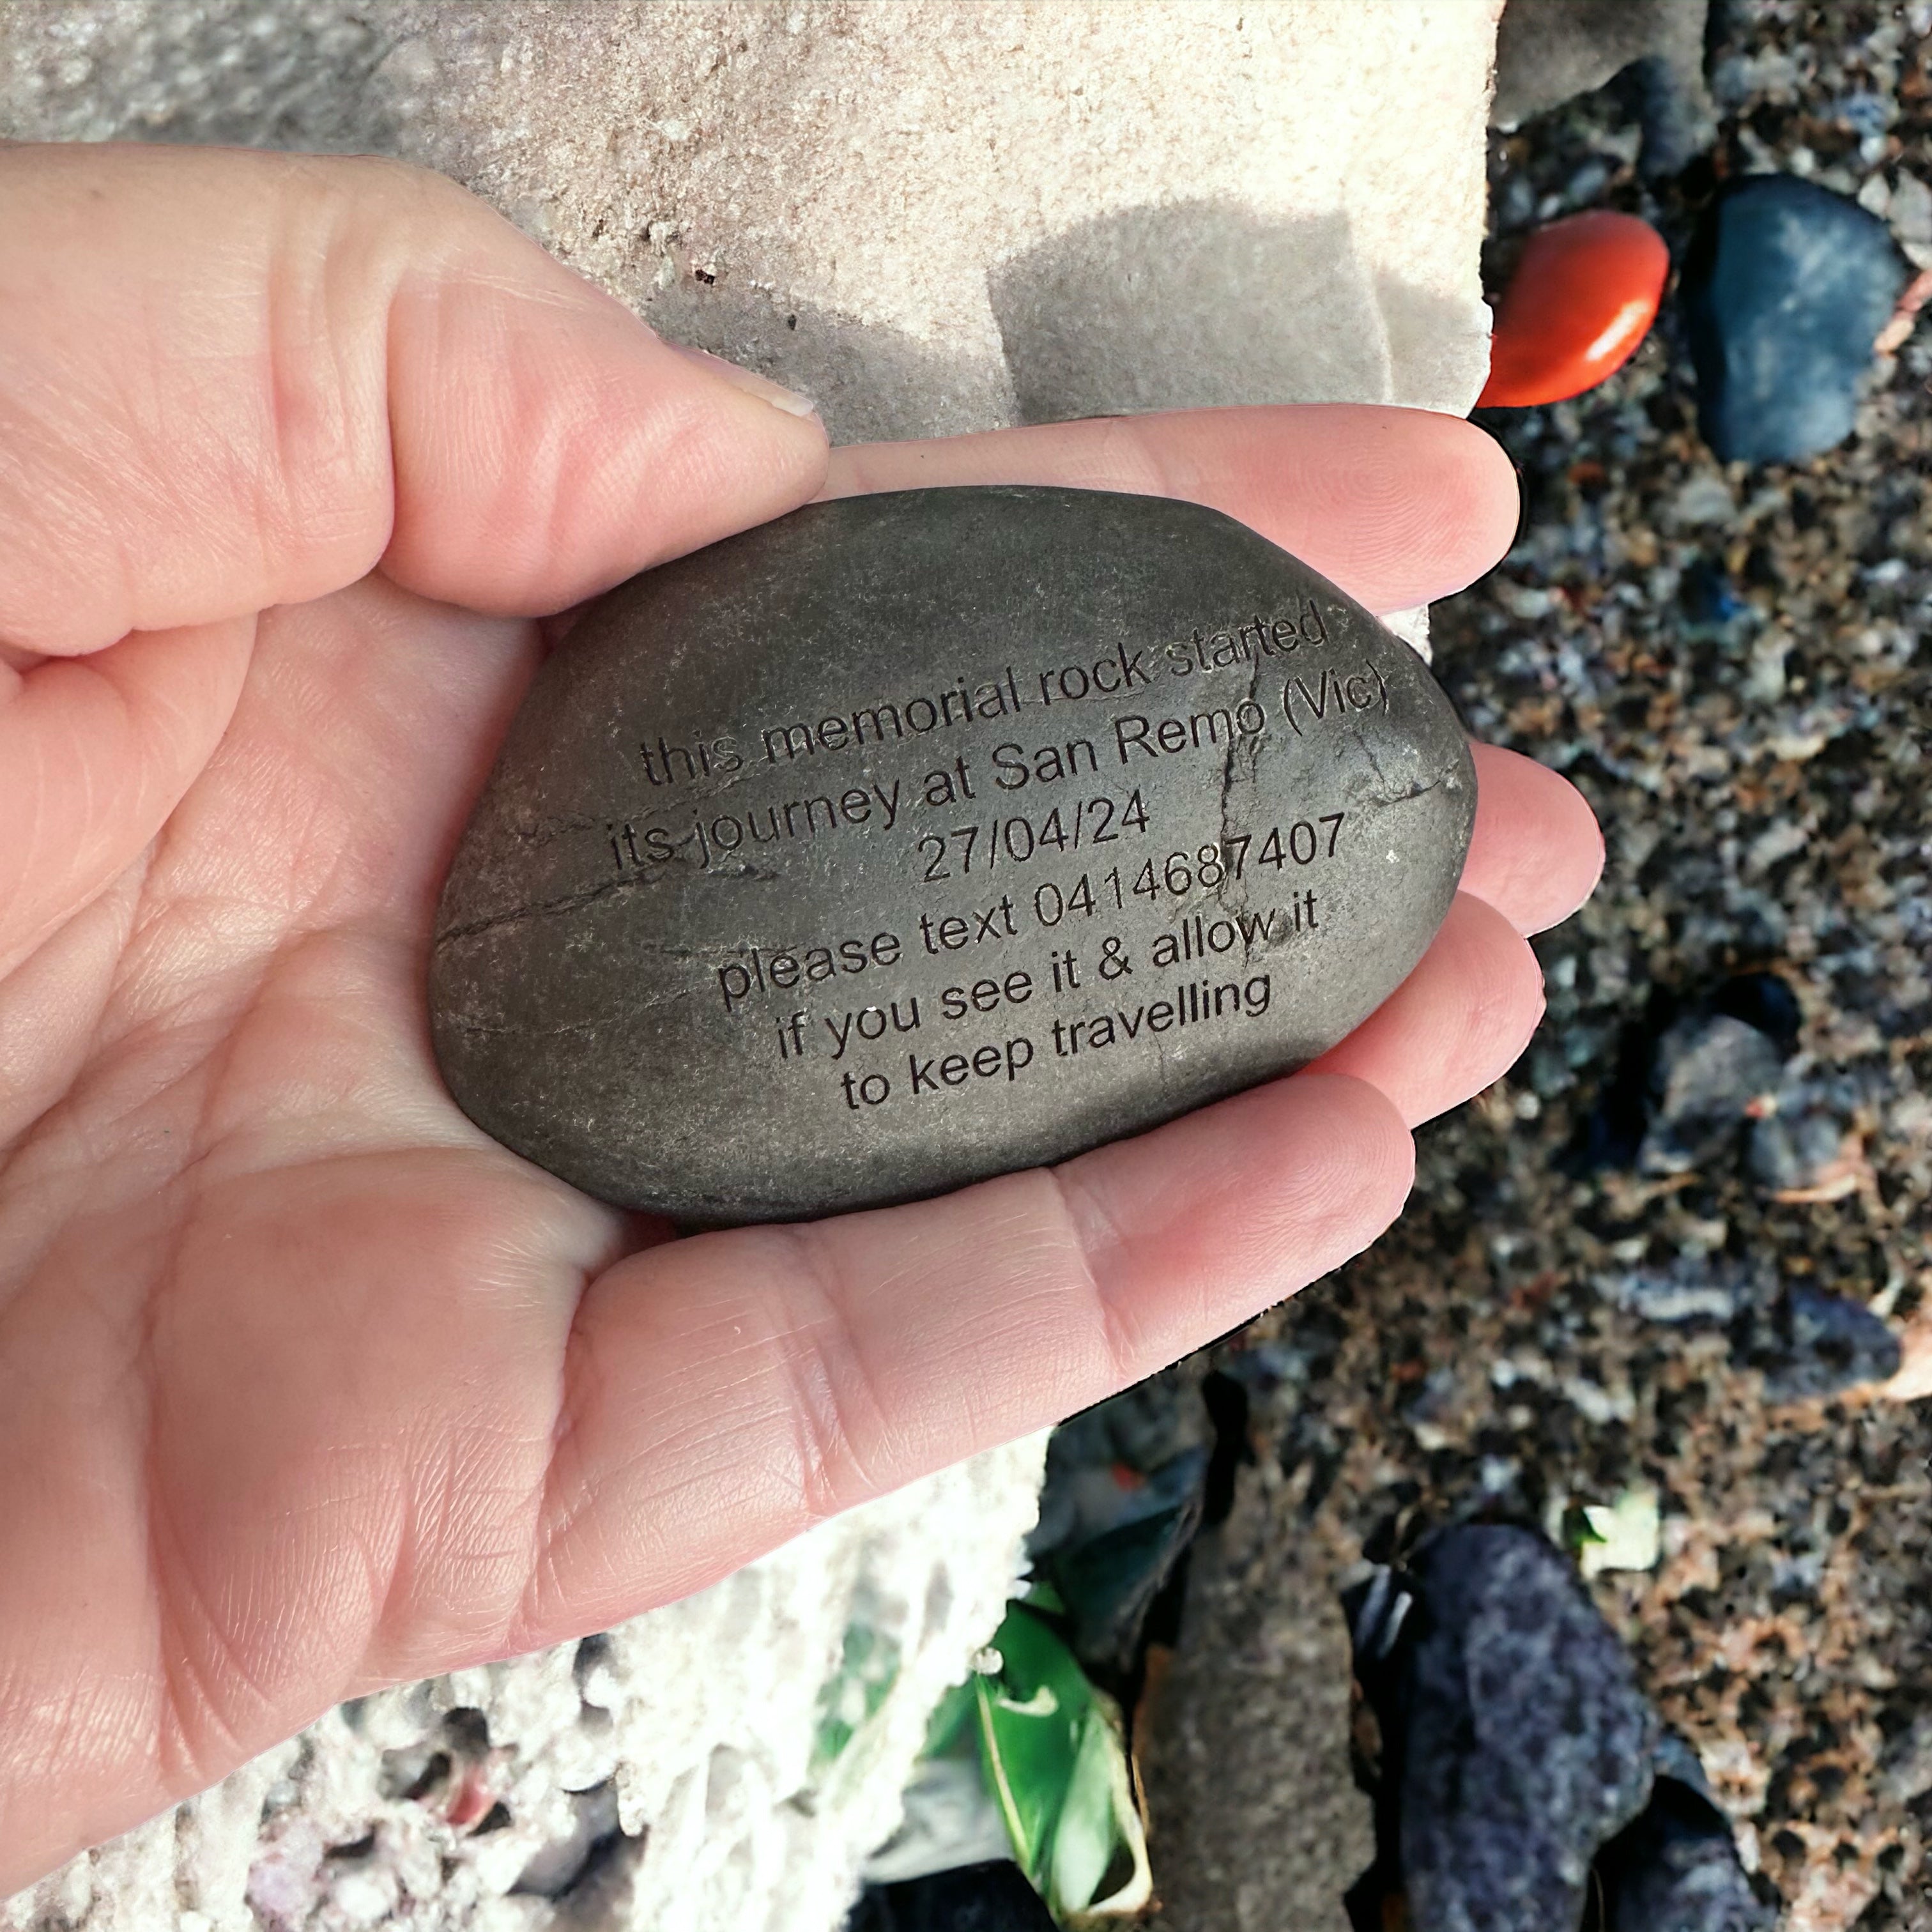 this memorial rock started
its journey at San Remo (Vic)
27/04/24
please text 0414687407
if you see it & allow it
to keep travelling